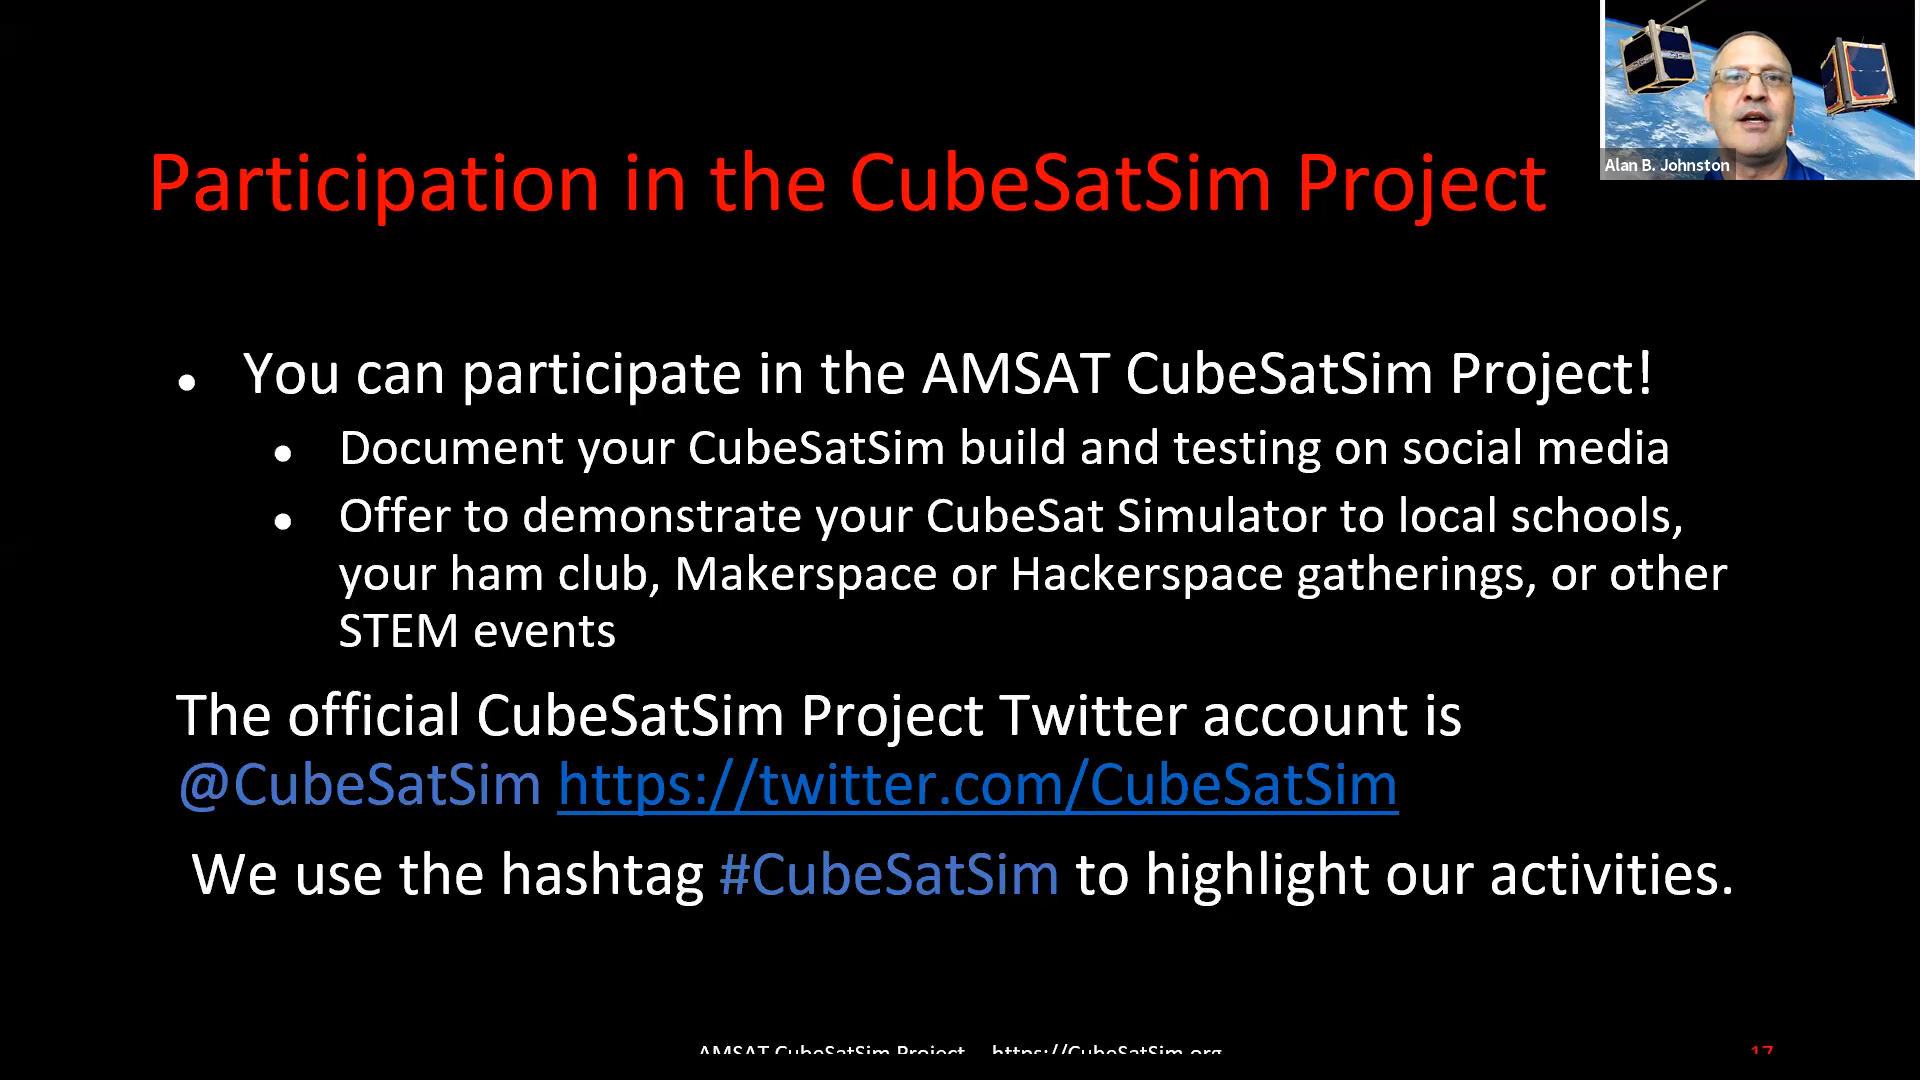 Alan B. Johnston
Participation in the CubeSatSim Project
● You can participate in the AMSAT CubeSatSim Project!
● Document your CubeSatSim build and testing on social media
● Offer to demonstrate your CubeSat Simulator to local schools,
your ham club, Makerspace or Hackerspace gatherings, or other
STEM events
The official CubeSatSim Project Twitter account is
@CubeSatSim https://twitter.com/CubeSatSim
We use the hashtag #CubeSatSim to highlight our activities.
AMSAT CubeSatSim Project https://CubeSatSim.org
17